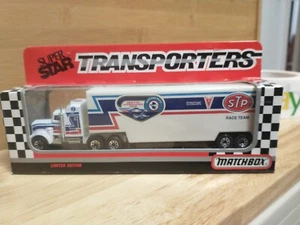 SUPER
STAR
TRANSPORTERS
STP
RACE TEAM
LIMITED EDITION
MATCHBOX